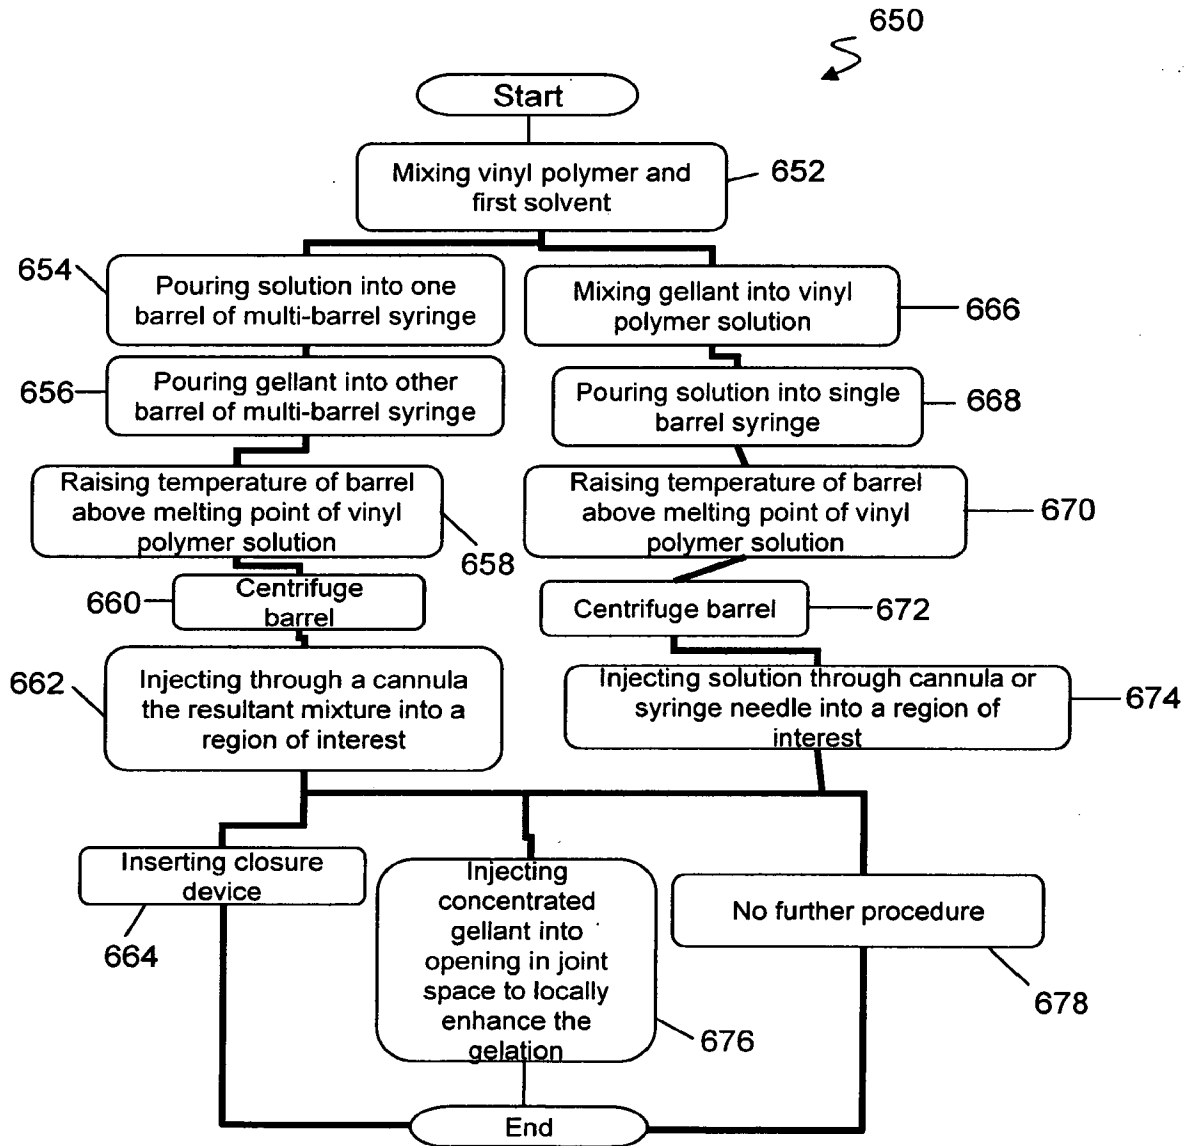 650
Start
Mixing vinyl polymer and
first solvent
652
654
Pouring solution into one
barrel of multi-barrel syringe
Mixing gellant into vinyl
polymer solution
666
656
Pouring gellant into other
barrel of multi-barrel syringe
Pouring solution into single
barrel syringe
668
Raising temperature of barrel
above melting point of vinyl
polymer solution
658
Raising temperature of barrel
above melting point of vinyl
polymer solution
670
660
Centrifuge
barrel
Centrifuge barrel
672
662
Injecting through a cannula
the resultant mixture into a
region of interest
Injecting solution through cannula or
syringe needle into a region of
interest
674
Inserting closure
device
664
Injecting
concentrated
gellant into
opening in joint
space to locally
enhance the
gelation
676
No further procedure
678
End